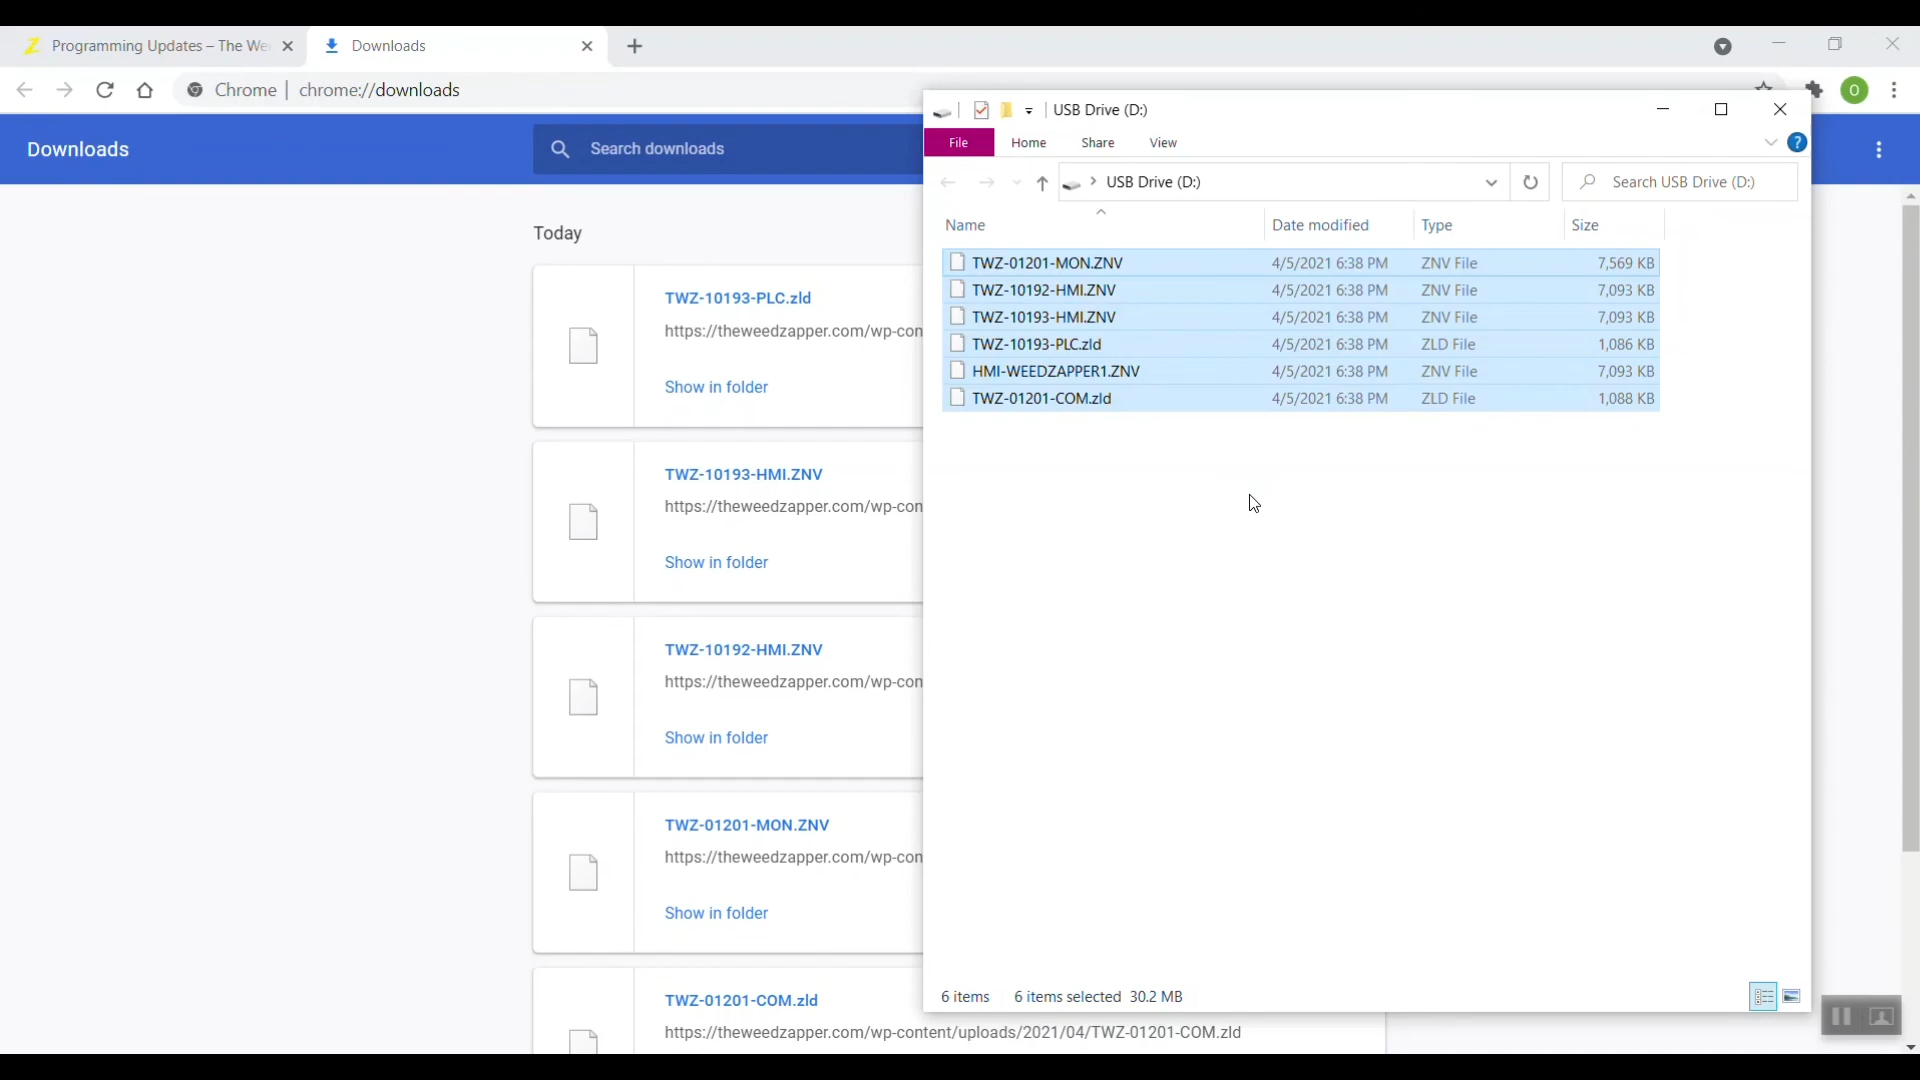 Programming Updates – The We
Downloads
Chrome | chrome://downloads
O
Downloads
Search downloads
Today
TWZ-10193-PLC.zld
https://theweedzapper.com/wp-con
Show in folder
TWZ-10193-HMI.ZNV
https://theweedzapper.com/wp-con
Show in folder
TWZ-10192-HMI.ZNV
https://theweedzapper.com/wp-con
Show in folder
TWZ-01201-MON.ZNV
https://theweedzapper.com/wp-con
Show in folder
TWZ-01201-COM.zld
https://theweedzapper.com/wp-content/uploads/2021/04/TWZ-01201-COM.zld
USB Drive (D:)
File Home Share View ?
USB Drive (D:) Search USB Drive (D:)
Name Date modified Type Size
TWZ-01201-MON.ZNV 4/5/2021 6:38 PM ZNV File 7,569 KB
TWZ-10192-HMI.ZNV 4/5/2021 6:38 PM ZNV File 7,093 KB
TWZ-10193-HMI.ZNV 4/5/2021 6:38 PM ZNV File 7,093 KB
TWZ-10193-PLC.zld 4/5/2021 6:38 PM ZLD File 1,086 KB
HMI-WEEDZAPPER1.ZNV 4/5/2021 6:38 PM ZNV File 7,093 KB
TWZ-01201-COM.zld 4/5/2021 6:38 PM ZLD File 1,088 KB
6 items 6 items selected 30.2 MB